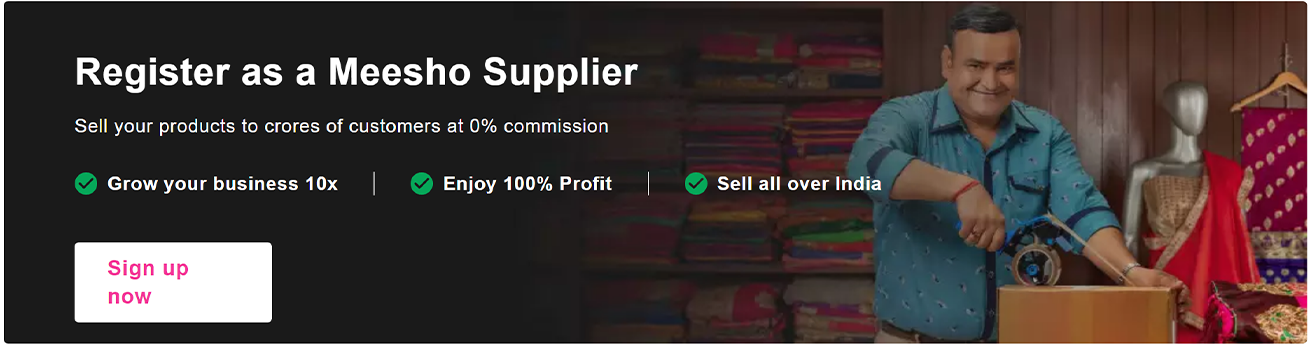 Register as a Meesho Supplier
Sell your products to crores of customers at 0% commission
Grow your business 10x
Enjoy 100% Profit
Sell all over India
Sign up
now